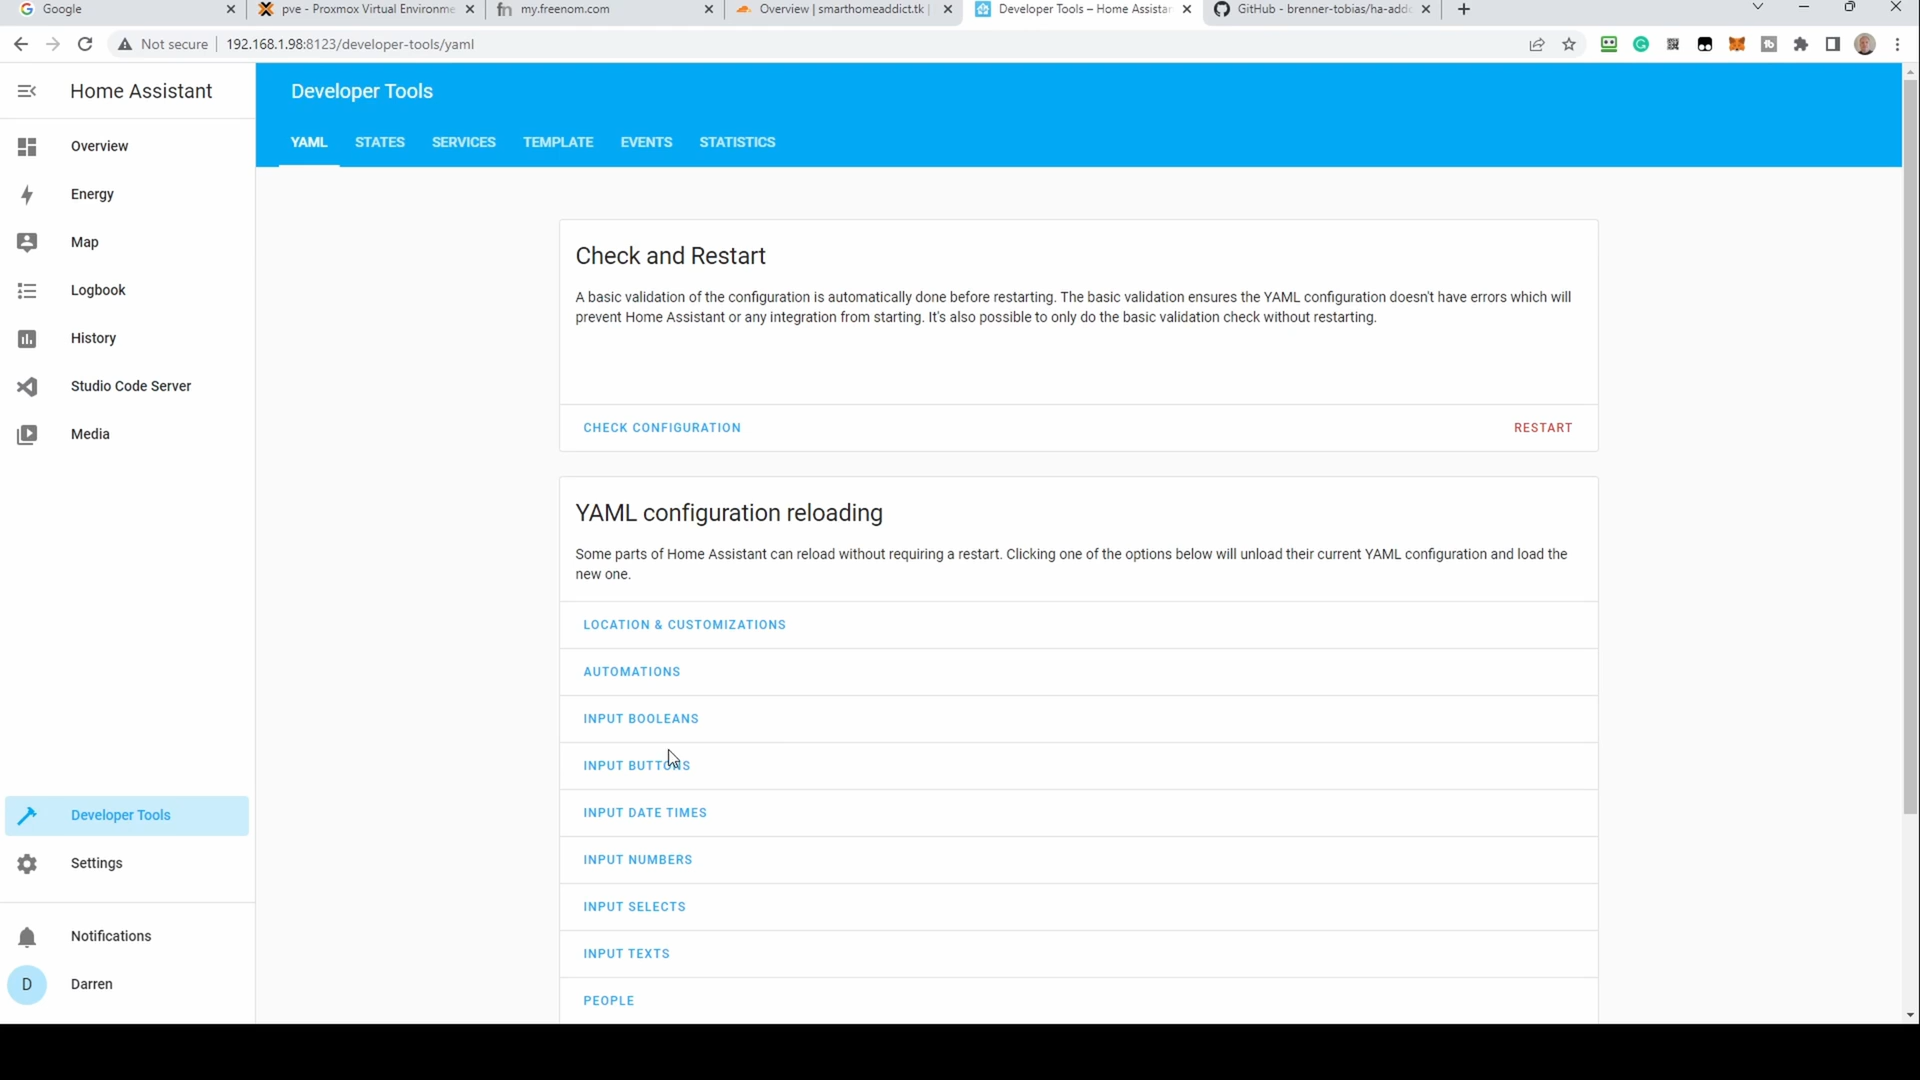 Google
pve - Proxmox Virtual Environme
my.freenom.com
Overview | smarthomeaddict.tk |
Developer Tools – Home Assistan
GitHub - brenner-tobias/ha-addo
Not secure
192.168.1.98:8123/developer-tools/yaml
Home Assistant
Developer Tools
YAML
STATES
SERVICES
TEMPLATE
EVENTS
STATISTICS
Overview
Energy
Map
Logbook
History
Studio Code Server
Media
Developer Tools
Settings
Notifications
D
Darren
Check and Restart
A basic validation of the configuration is automatically done before restarting. The basic validation ensures the YAML configuration doesn't have errors which will
prevent Home Assistant or any integration from starting. It's also possible to only do the basic validation check without restarting.
CHECK CONFIGURATION
RESTART
YAML configuration reloading
Some parts of Home Assistant can reload without requiring a restart. Clicking one of the options below will unload their current YAML configuration and load the
new one.
LOCATION & CUSTOMIZATIONS
AUTOMATIONS
INPUT BOOLEANS
INPUT BUTTONS
INPUT DATE TIMES
INPUT NUMBERS
INPUT SELECTS
INPUT TEXTS
PEOPLE